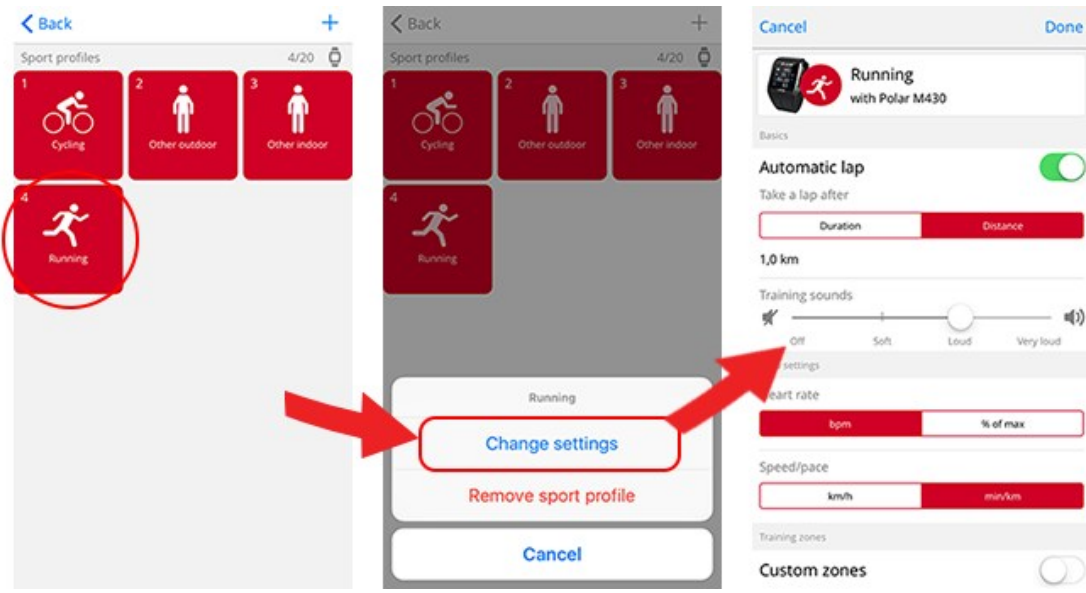 Back
+
Sport profiles 4/20
1
Cycling
2
Other outdoor
3
Other indoor
4
Running
Back
+
Sport profiles 4/20
1
Cycling
2
Other outdoor
3
Other indoor
4
Running
Running
Change settings
Remove sport profile
Cancel
Cancel Done
Running
with Polar M430
Basics
Automatic lap
Take a lap after
Duration Distance
1,0 km
Training sounds
Off Soft Loud Very loud
settings
eart rate
bpm % of max
Speed/pace
km/h min/km
Training zones
Custom zones